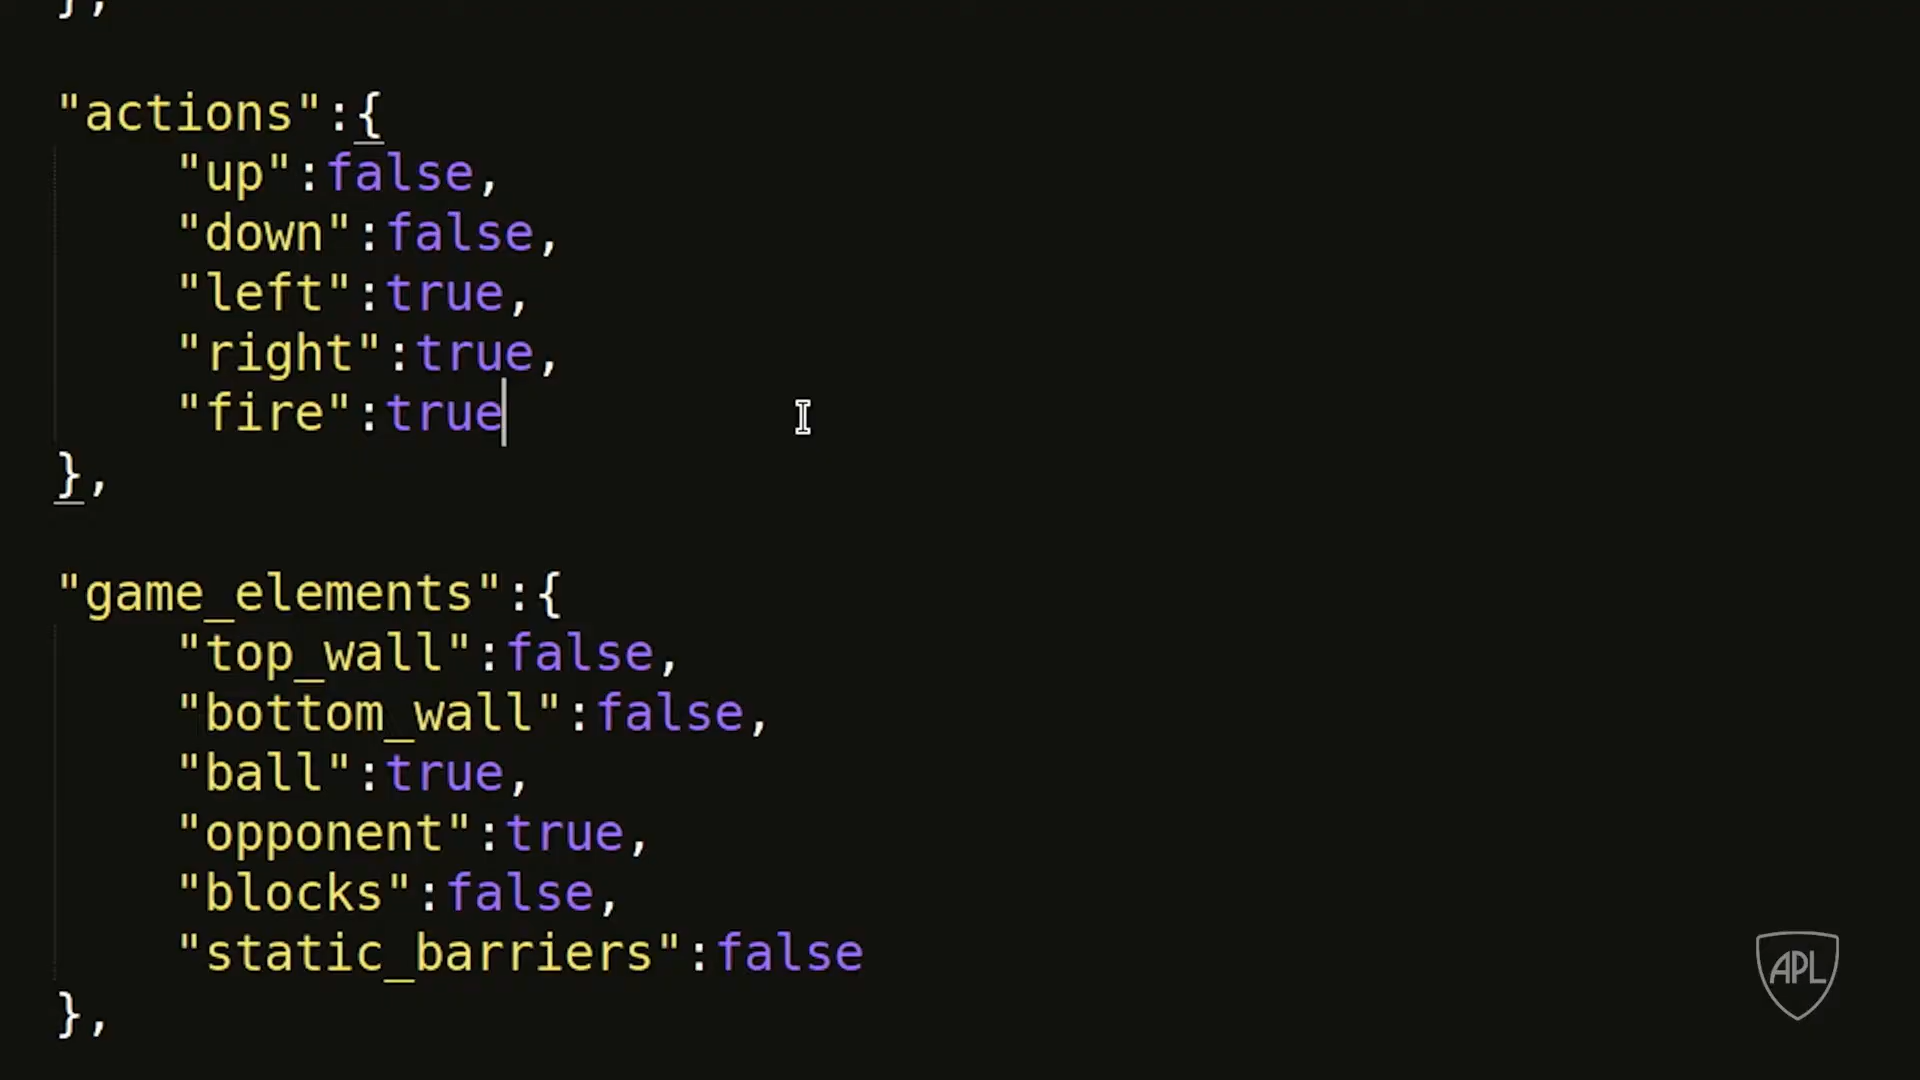 },
"actions":{
"up":false,
"down":false,
"left":true,
"right":true,
"fire":true
},
"game_elements":{
"top_wall":false,
"bottom_wall":false,
"ball":true,
"opponent":true,
"blocks":false,
"static_barriers":false
},
APL